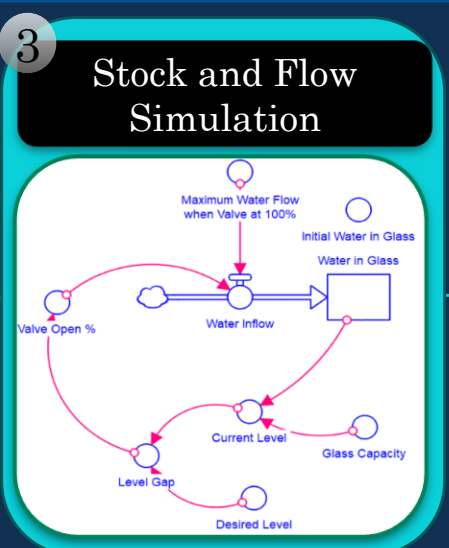 3
Stock and Flow
Simulation
Maximum Water Flow
when Valve at 100%
Initial Water in Glass
Water in Glass
Water Inflow
Valve Open %
Current Level
Glass Capacity
Level Gap
Desired Level